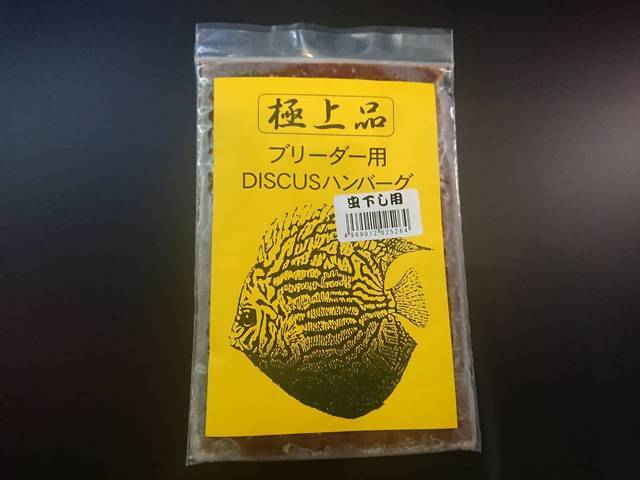 極上品
ブリーダー用
DISCUSハンバーグ
虫下し用
4969012025264